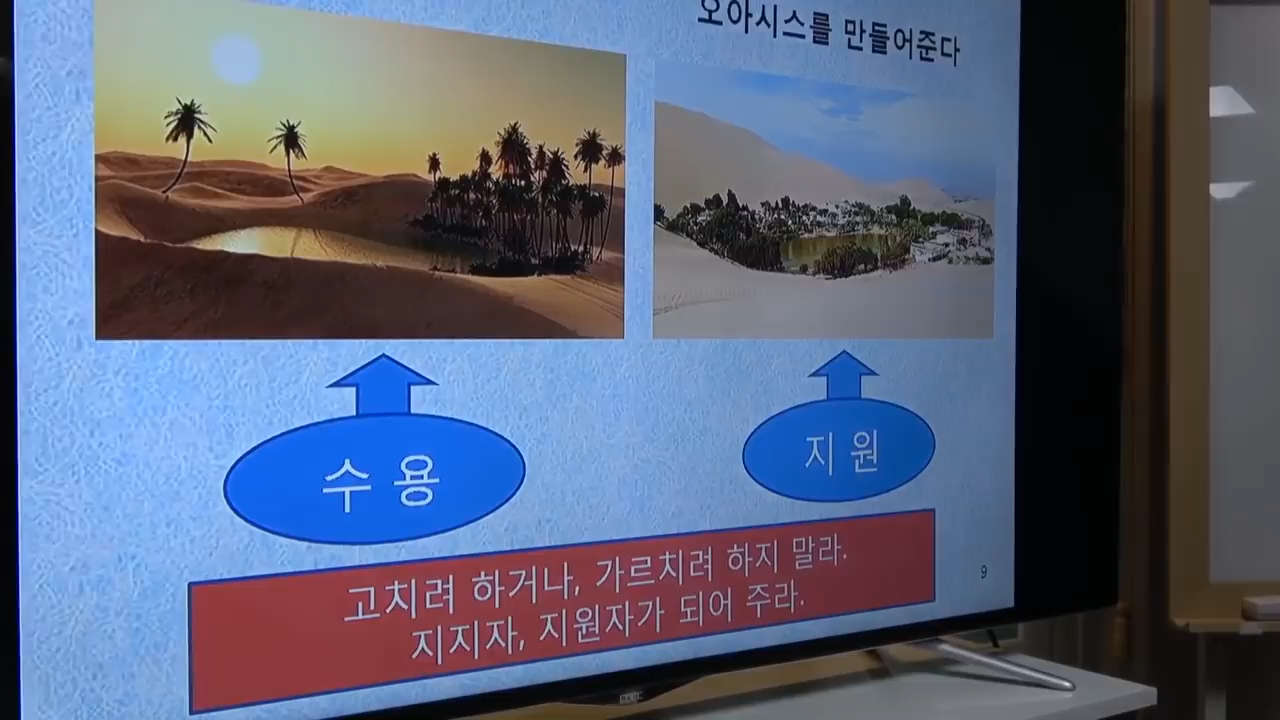 오아시스를 만들어준다
수 용
지 원
고치려 하거나, 가르치려 하지 말라.
지지자, 지원자가 되어 주라.
9